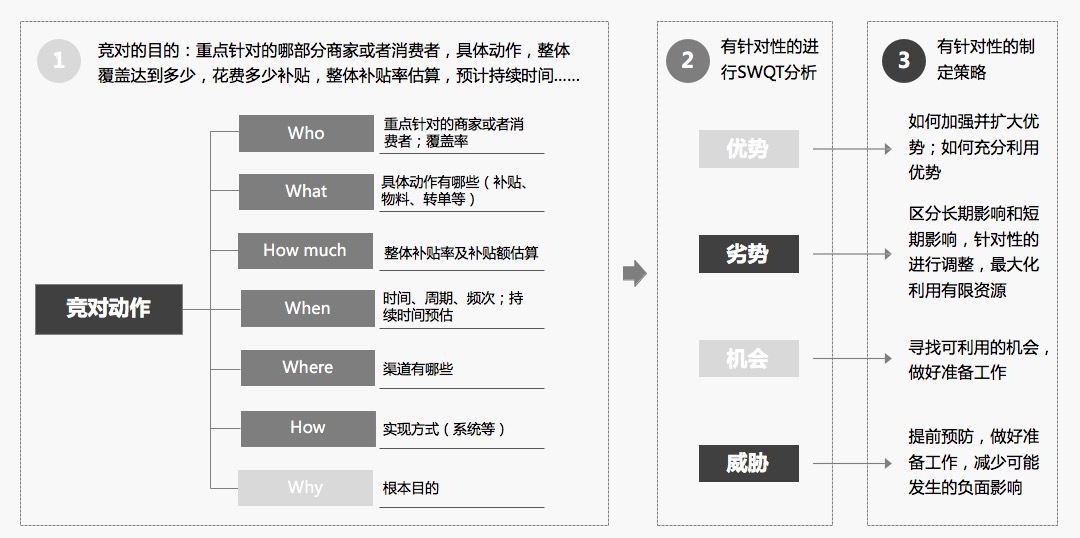 1
竞对的目的：重点针对的哪部分商家或者消费者，具体动作，整体
覆盖达到多少，花费多少补贴，整体补贴率估算，预计持续时间……
竞对动作
Who
重点针对的商家或者消
费者；覆盖率
What
具体动作有哪些（补贴、
物料、转单等）
How much
整体补贴率及补贴额估算
When
时间、周期、频次；持
续时间预估
Where
渠道有哪些
How
实现方式（系统等）
Why
根本目的
2
有针对性的进
行SWQT分析
优势
劣势
机会
威胁
3
有针对性的制
定策略
如何加强并扩大优
势；如何充分利用
优势
区分长期影响和短
期影响，针对性的
进行调整，最大化
利用有限资源
寻找可利用的机会，
做好准备工作
提前预防，做好准
备工作，减少可能
发生的负面影响